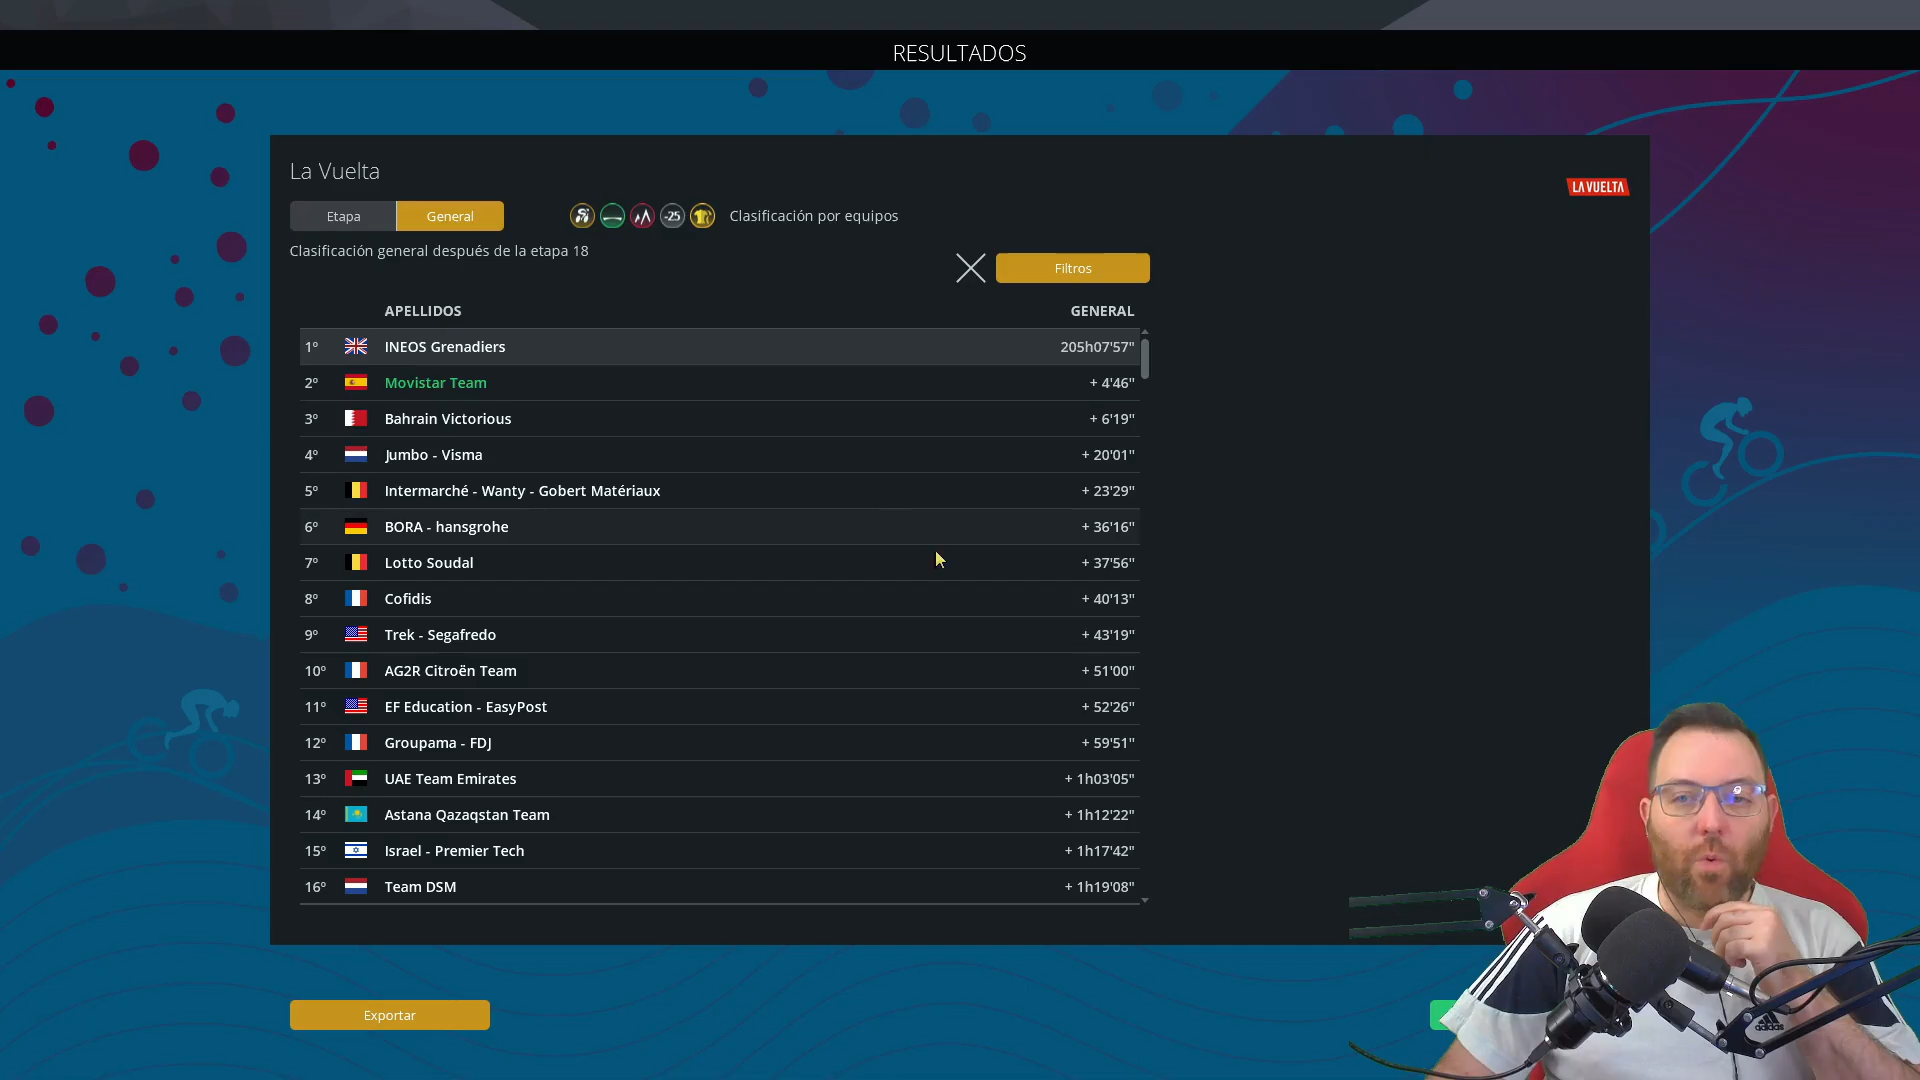 RESULTADOS
La Vuelta
LA VUELTA
Etapa
General
-25
Clasificación por equipos
Clasificación general después de la etapa 18
Filtros
APELLIDOS GENERAL
1º INEOS Grenadiers 205h07'57"
2º Movistar Team + 4'46"
3º Bahrain Victorious + 6'19"
4º Jumbo - Visma + 20'01"
5º Intermarché - Wanty - Gobert Matériaux + 23'29"
6º BORA - hansgrohe + 36'16"
7º Lotto Soudal + 37'56"
8º Cofidis + 40'13"
9º Trek - Segafredo + 43'19"
10º AG2R Citroën Team + 51'00"
11º EF Education - EasyPost + 52'26"
12º Groupama - FDJ + 59'51"
13º UAE Team Emirates + 1h03'05"
14º Astana Qazaqstan Team + 1h12'22"
15º Israel - Premier Tech + 1h17'42"
16º Team DSM + 1h19'08"
Exportar
adidas